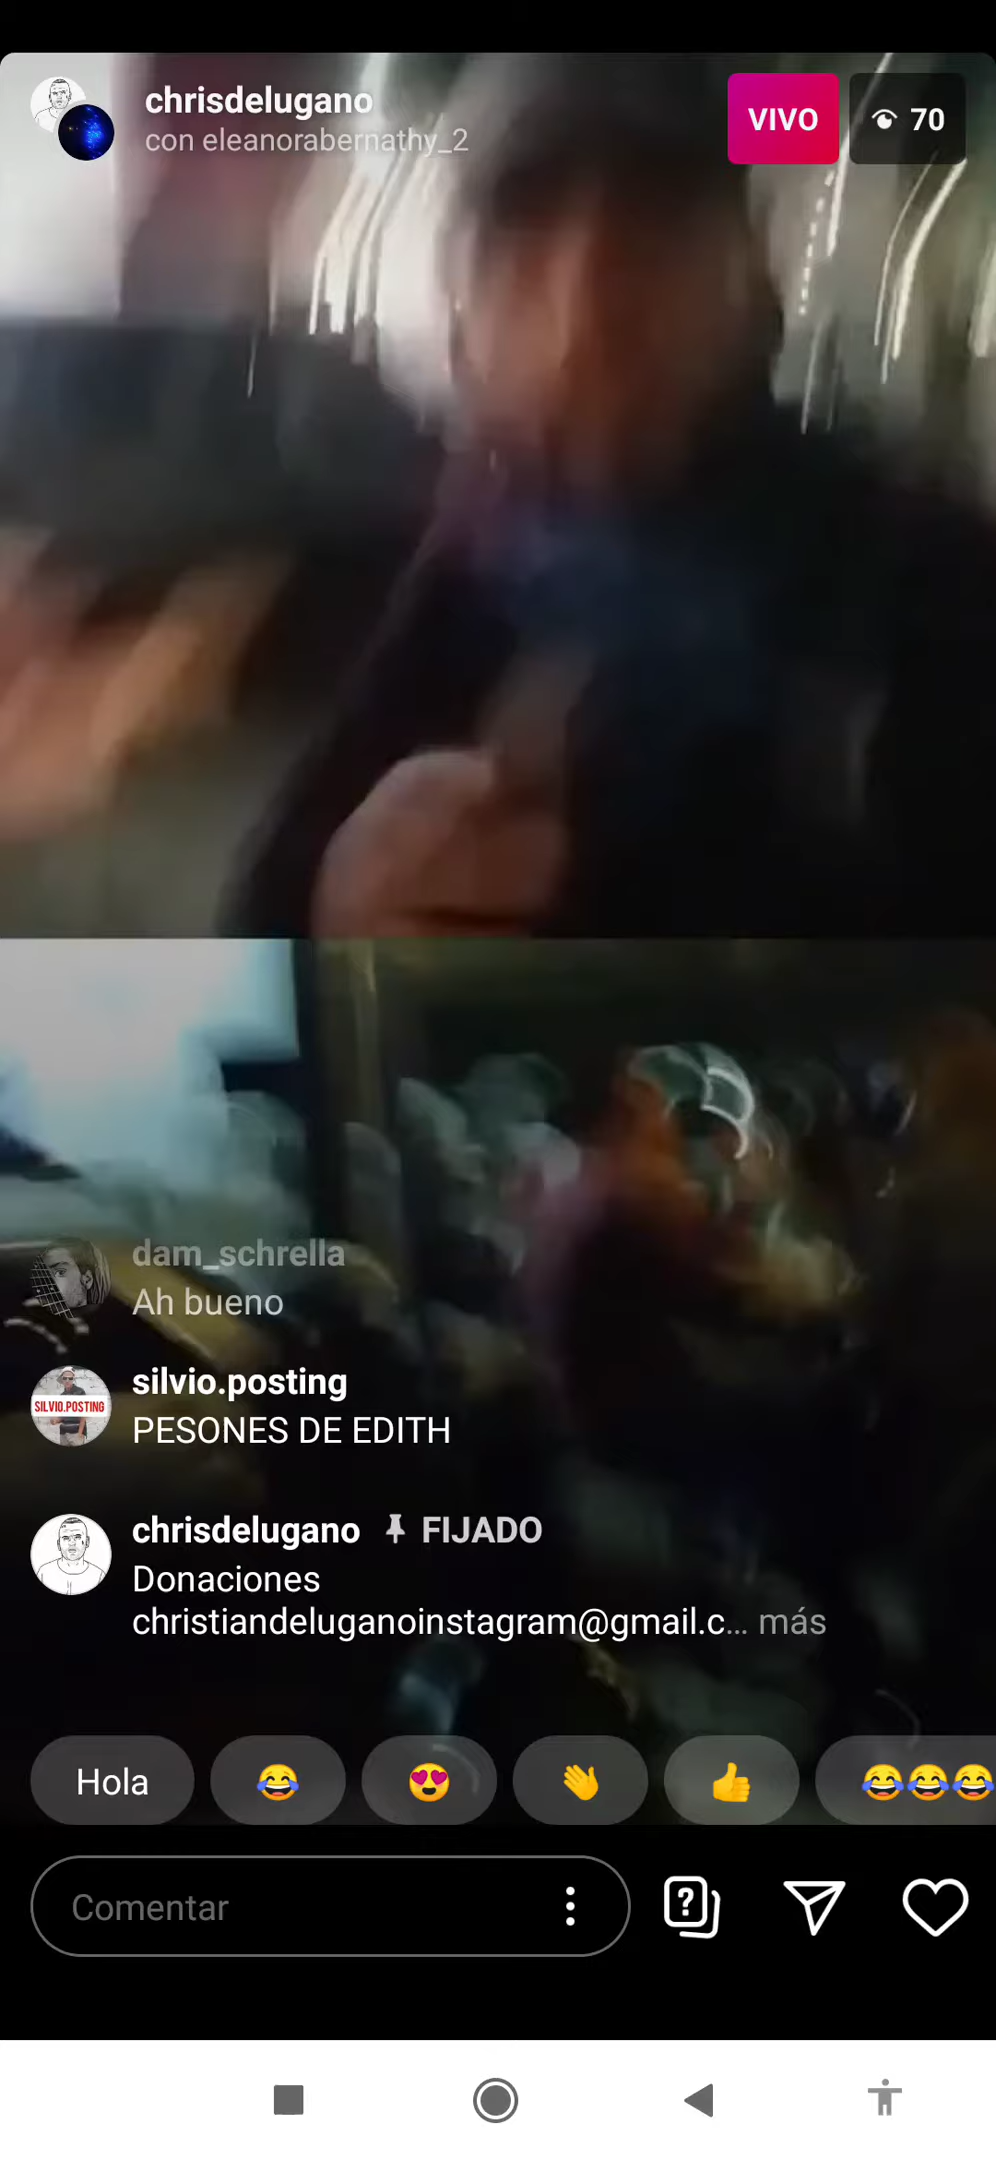 chrisdelugano
con eleanorabernathy_2
VIVO
70
dam_schrella
Ah bueno
silvio.posting
SILVIO.POSTING
PESONES DE EDITH
chrisdelugano FIJADO
Donaciones
christiandeluganoinstagram@gmail.c... más
Hola
Comentar